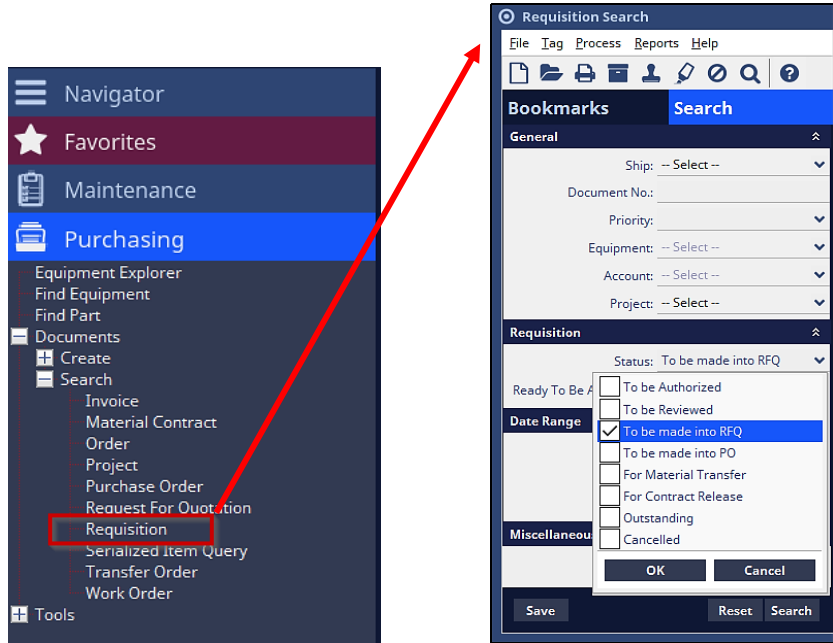 Navigator
Favorites
Maintenance
Purchasing
Equipment Explorer
Find Equipment
Find Part
Documents
Create
Search
Invoice
Material Contract
Order
Project
Purchase Order
Request For Quotation
Requisition
Serialized Item Query
Transfer Order
Work Order
Tools
Requisition Search
File Tag Process Reports Help
Bookmarks Search
General
Ship: -- Select --
Document No.:
Priority:
Equipment: -- Select --
Account: -- Select --
Project: -- Select --
Requisition
Status: To be made into RFQ
Ready To Be
To be Authorized
To be Reviewed
Date Range
To be made into RFQ
To be made into PO
For Material Transfer
For Contract Release
Outstanding
Miscellaneou
Cancelled
OK Cancel
Save Reset Search